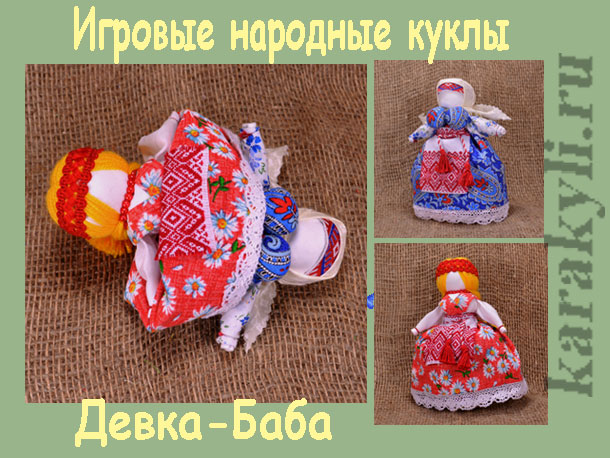 Игровые народные куклы
Девка-Баба
karakyli.ru